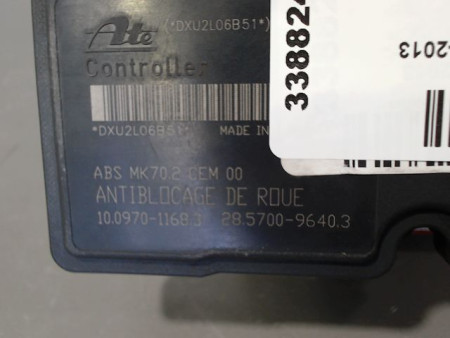 (*DXU2L06B51*)
Ate
Controller
*DXU2L06B51* MADE IN
ABS MK70.2 CEM 00
ANTIBLOCAGE DE ROUE
10.0970-1168.3 28.5700-9640.3
338824
-2013